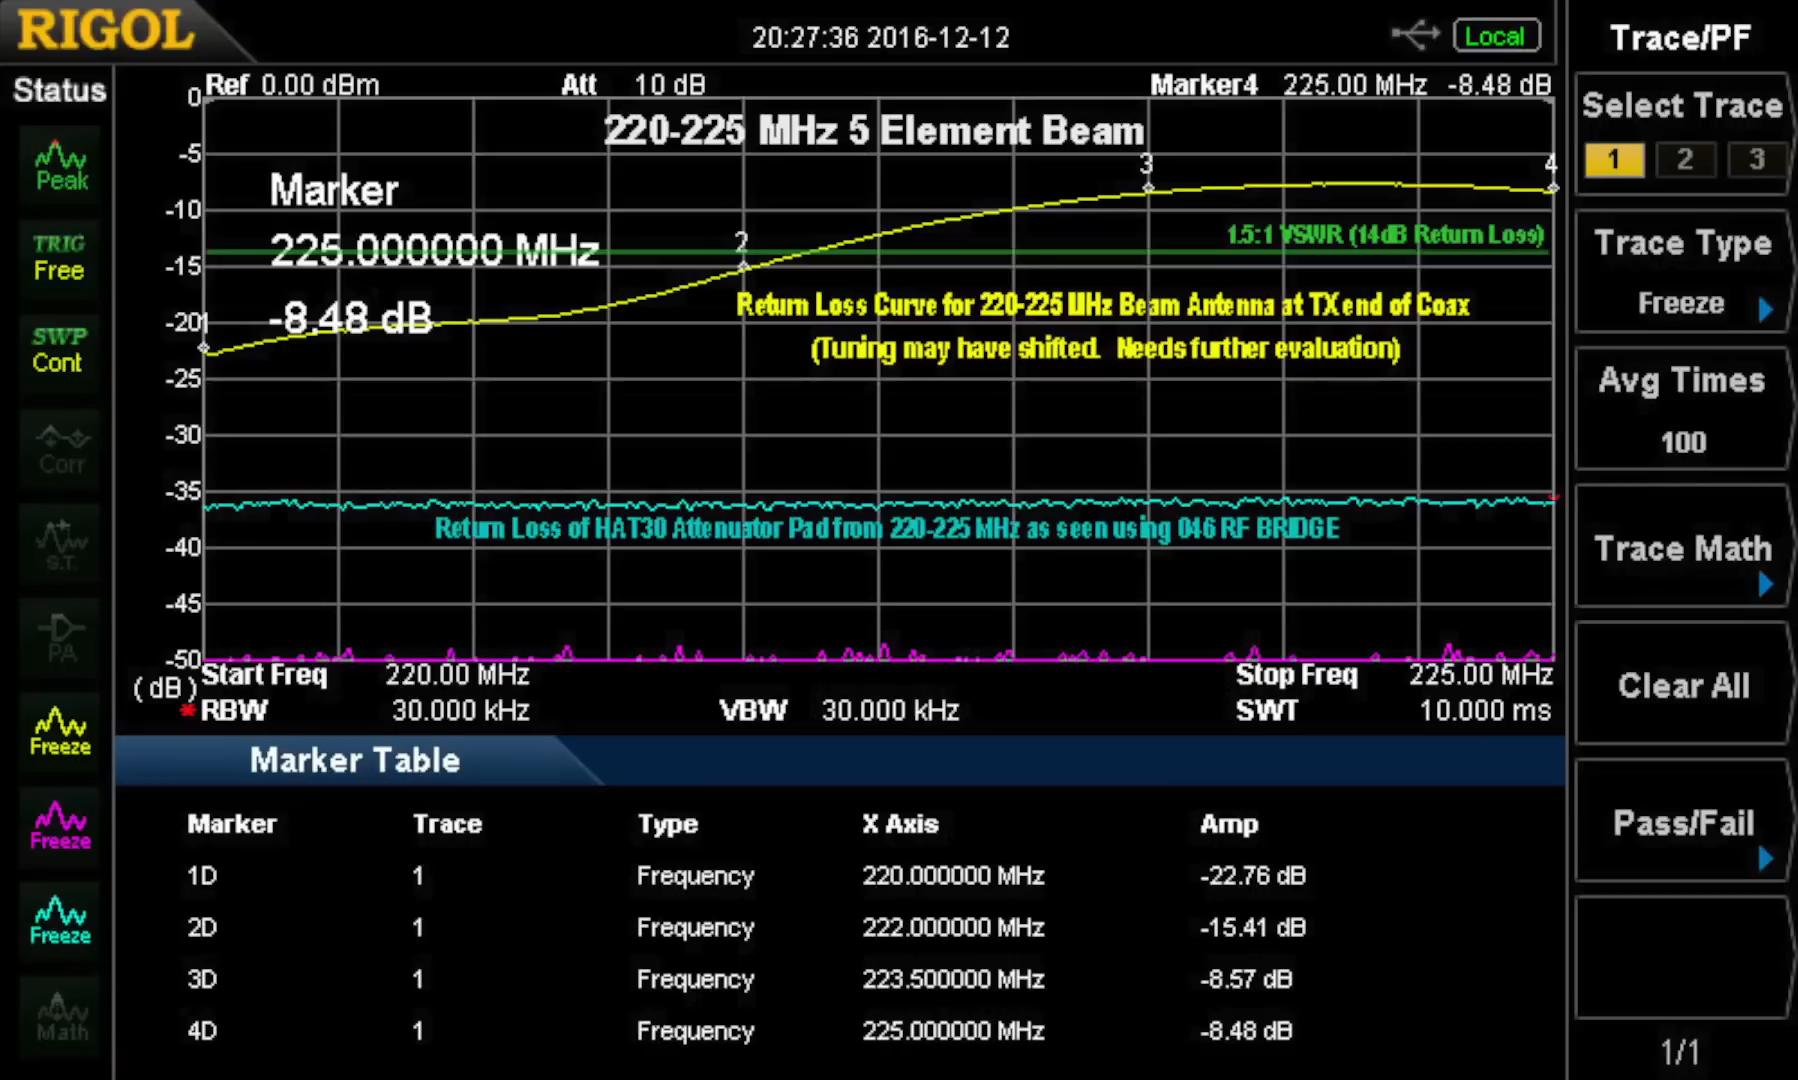 RIGOL
20:27:36 2016-12-12
Local
Trace/PF
Status
Ref 0.00 dBm Att 10 dB Marker4 225.00 MHz -8.48 dB
220-225 MHz 5 Element Beam
Marker
225.000000 MHz
-8.48 dB
1 2 3 4
1.5:1 VSWR (14dB Return Loss)
Return Loss Curve for 220-225 MHz Beam Antenna at TX end of Coax
(Tuning may have shifted. Needs further evaluation)
Return Loss of HAT30 Attenuator Pad from 220-225 MHz as seen using 046 RF BRIDGE
0
-5
-10
-15
-20
-25
-30
-35
-40
-45
-50
(dB)
Start Freq 220.00 MHz Stop Freq 225.00 MHz
*RBW 30.000 kHz VBW 30.000 kHz SWT 10.000 ms
Peak
TRIG
Free
SWP
Cont
Corr
S.T.
PA
Freeze
Freeze
Freeze
Math
Marker Table
Marker Trace Type X Axis Amp
1D 1 Frequency 220.000000 MHz -22.76 dB
2D 1 Frequency 222.000000 MHz -15.41 dB
3D 1 Frequency 223.500000 MHz -8.57 dB
4D 1 Frequency 225.000000 MHz -8.48 dB
Select Trace
1 2 3
Trace Type
Freeze
Avg Times
100
Trace Math
Clear All
Pass/Fail
1/1